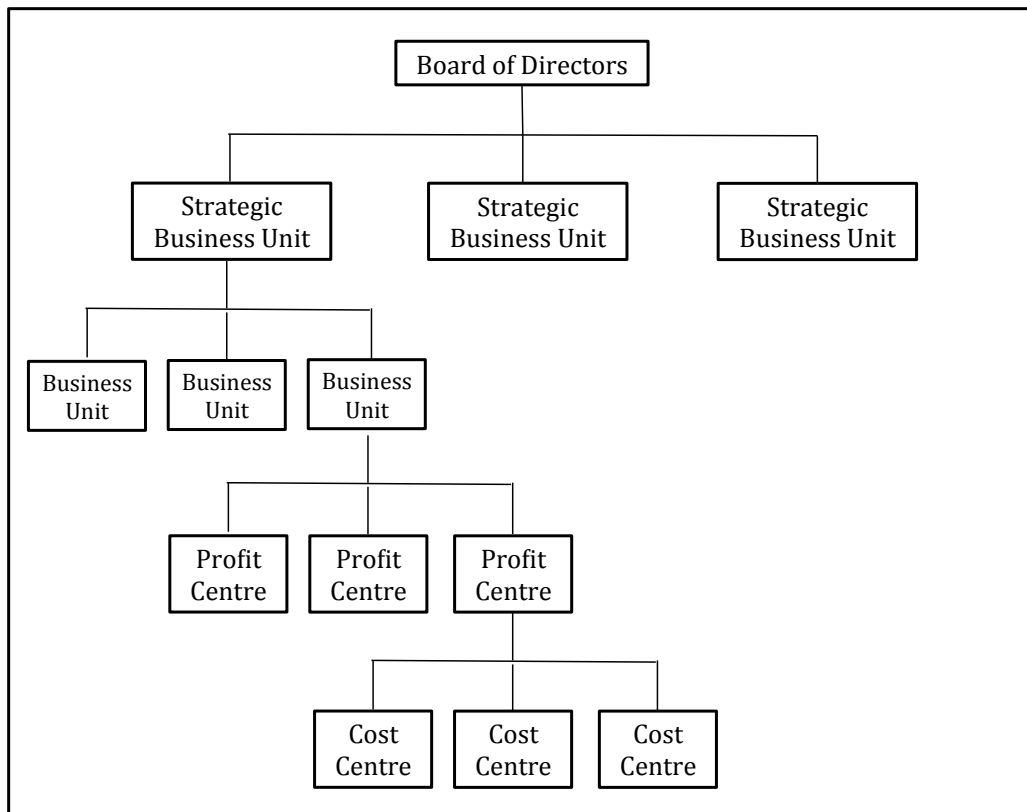 Board of Directors
Strategic
Business Unit
Strategic
Business Unit
Strategic
Business Unit
Business
Unit
Business
Unit
Business
Unit
Profit
Centre
Profit
Centre
Profit
Centre
Cost
Centre
Cost
Centre
Cost
Centre